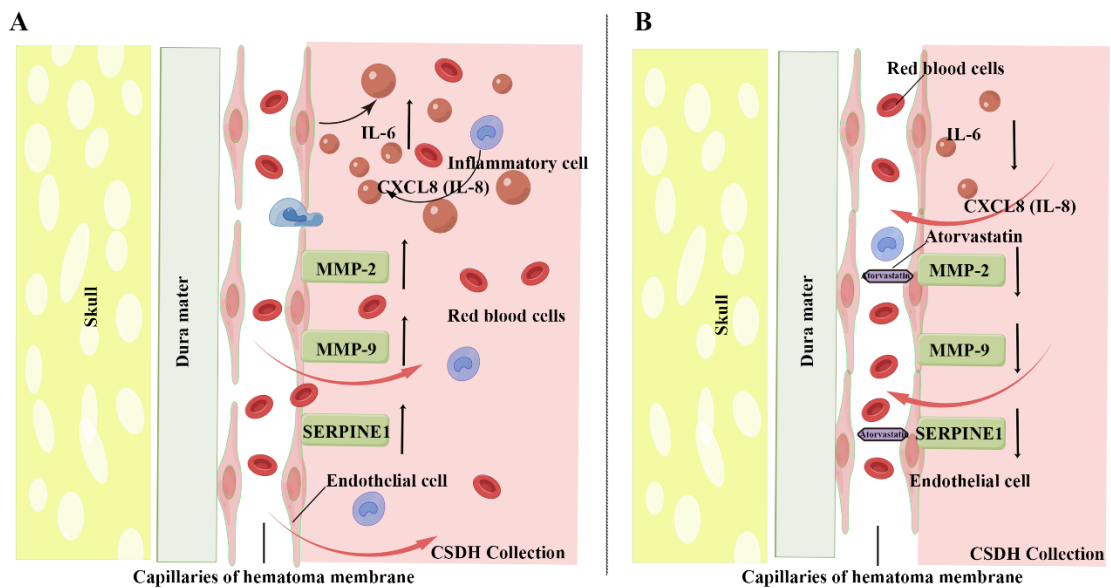 A
Skull
Dura mater
IL-6
Inflammatory cell
CXCL8 (IL-8)
MMP-2
Red blood cells
MMP-9
SERPINE1
Endothelial cell
CSDH Collection
Capillaries of hematoma membrane
B
Skull
Dura mater
Red blood cells
IL-6
CXCL8 (IL-8)
Atorvastatin
Atorvastatin
MMP-2
MMP-9
Atorvastatin
SERPINE1
Endothelial cell
CSDH Collection
Capillaries of hematoma membrane